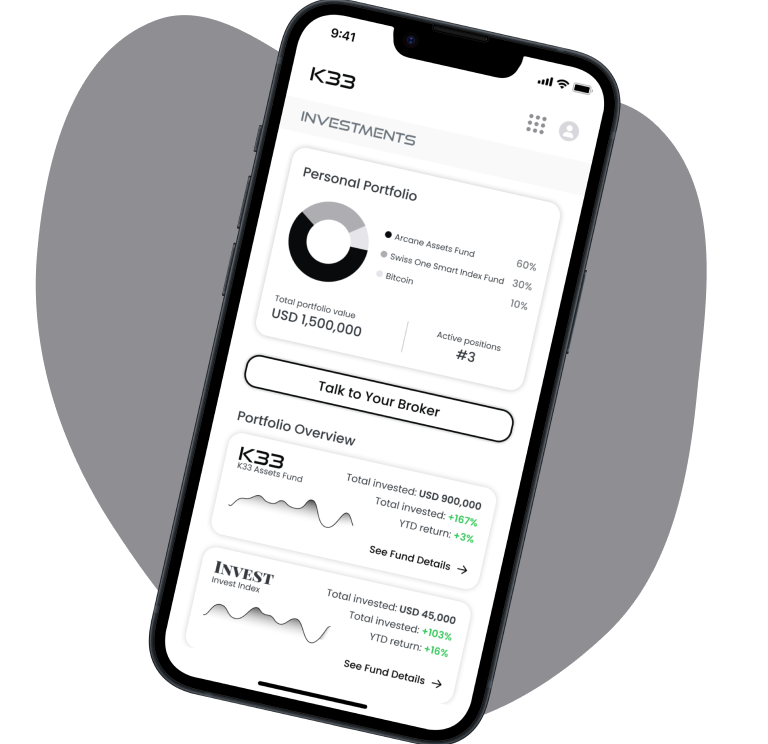 9:41
K33
INVESTMENTS
Personal Portfolio
Arcane Assets Fund 60%
Swiss One Smart Index Fund 30%
Bitcoin 10%
Total portfolio value
USD 1,500,000
Active positions
#3
Talk to Your Broker
Portfolio Overview
K33
K33 Assets Fund
Total invested: USD 900,000
Total invested: +167%
YTD return: +3%
See Fund Details →
INVEST
Invest Index
Total invested: USD 45,000
Total invested: +103%
YTD return: +16%
See Fund Details →